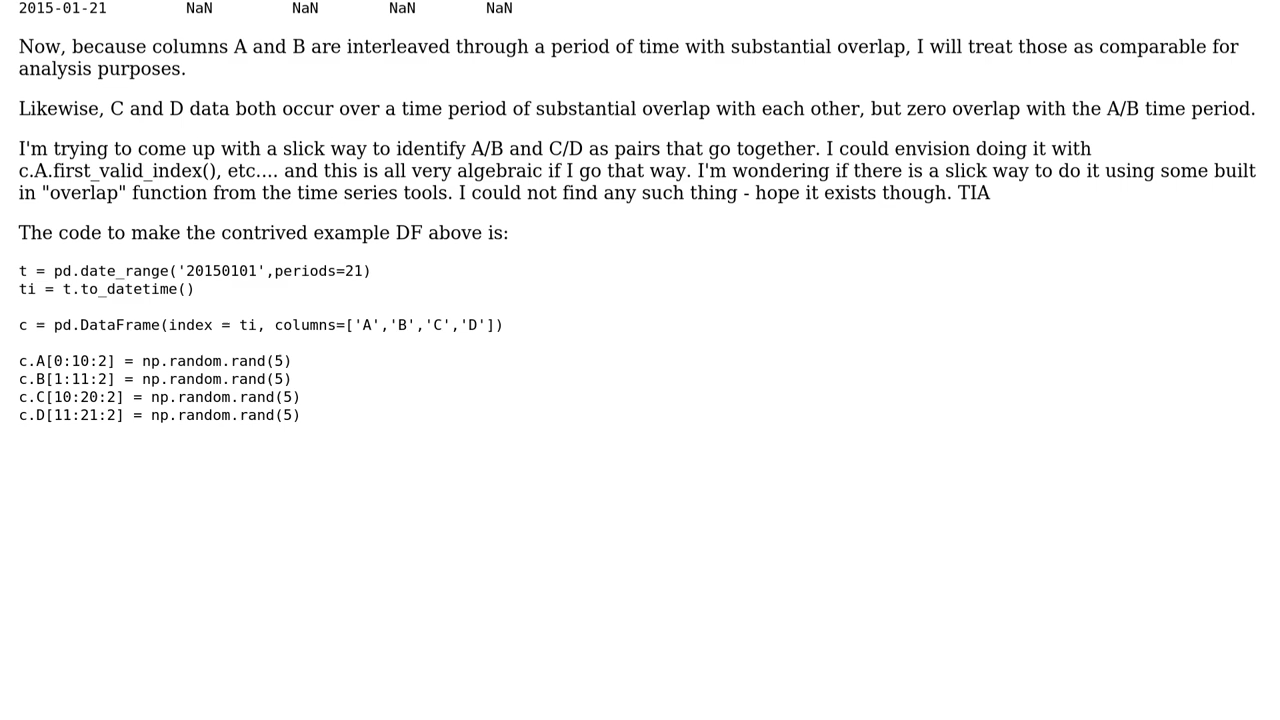 2015-01-21 NaN NaN NaN NaN
Now, because columns A and B are interleaved through a period of time with substantial overlap, I will treat those as comparable for
analysis purposes.
Likewise, C and D data both occur over a time period of substantial overlap with each other, but zero overlap with the A/B time period.
I'm trying to come up with a slick way to identify A/B and C/D as pairs that go together. I could envision doing it with
c.A.first_valid_index(), etc.... and this is all very algebraic if I go that way. I'm wondering if there is a slick way to do it using some built
in "overlap" function from the time series tools. I could not find any such thing - hope it exists though. TIA
The code to make the contrived example DF above is:
t = pd.date_range('20150101',periods=21)
ti = t.to_datetime()
c = pd.DataFrame(index = ti, columns=['A','B','C','D'])
c.A[0:10:2] = np.random.rand(5)
c.B[1:11:2] = np.random.rand(5)
c.C[10:20:2] = np.random.rand(5)
c.D[11:21:2] = np.random.rand(5)